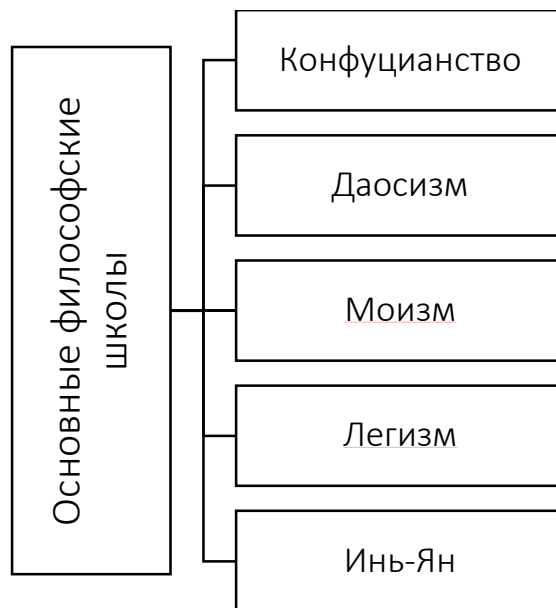 Основные философские
школы
Конфуцианство
Даосизм
Моизм
Легизм
Инь-Ян